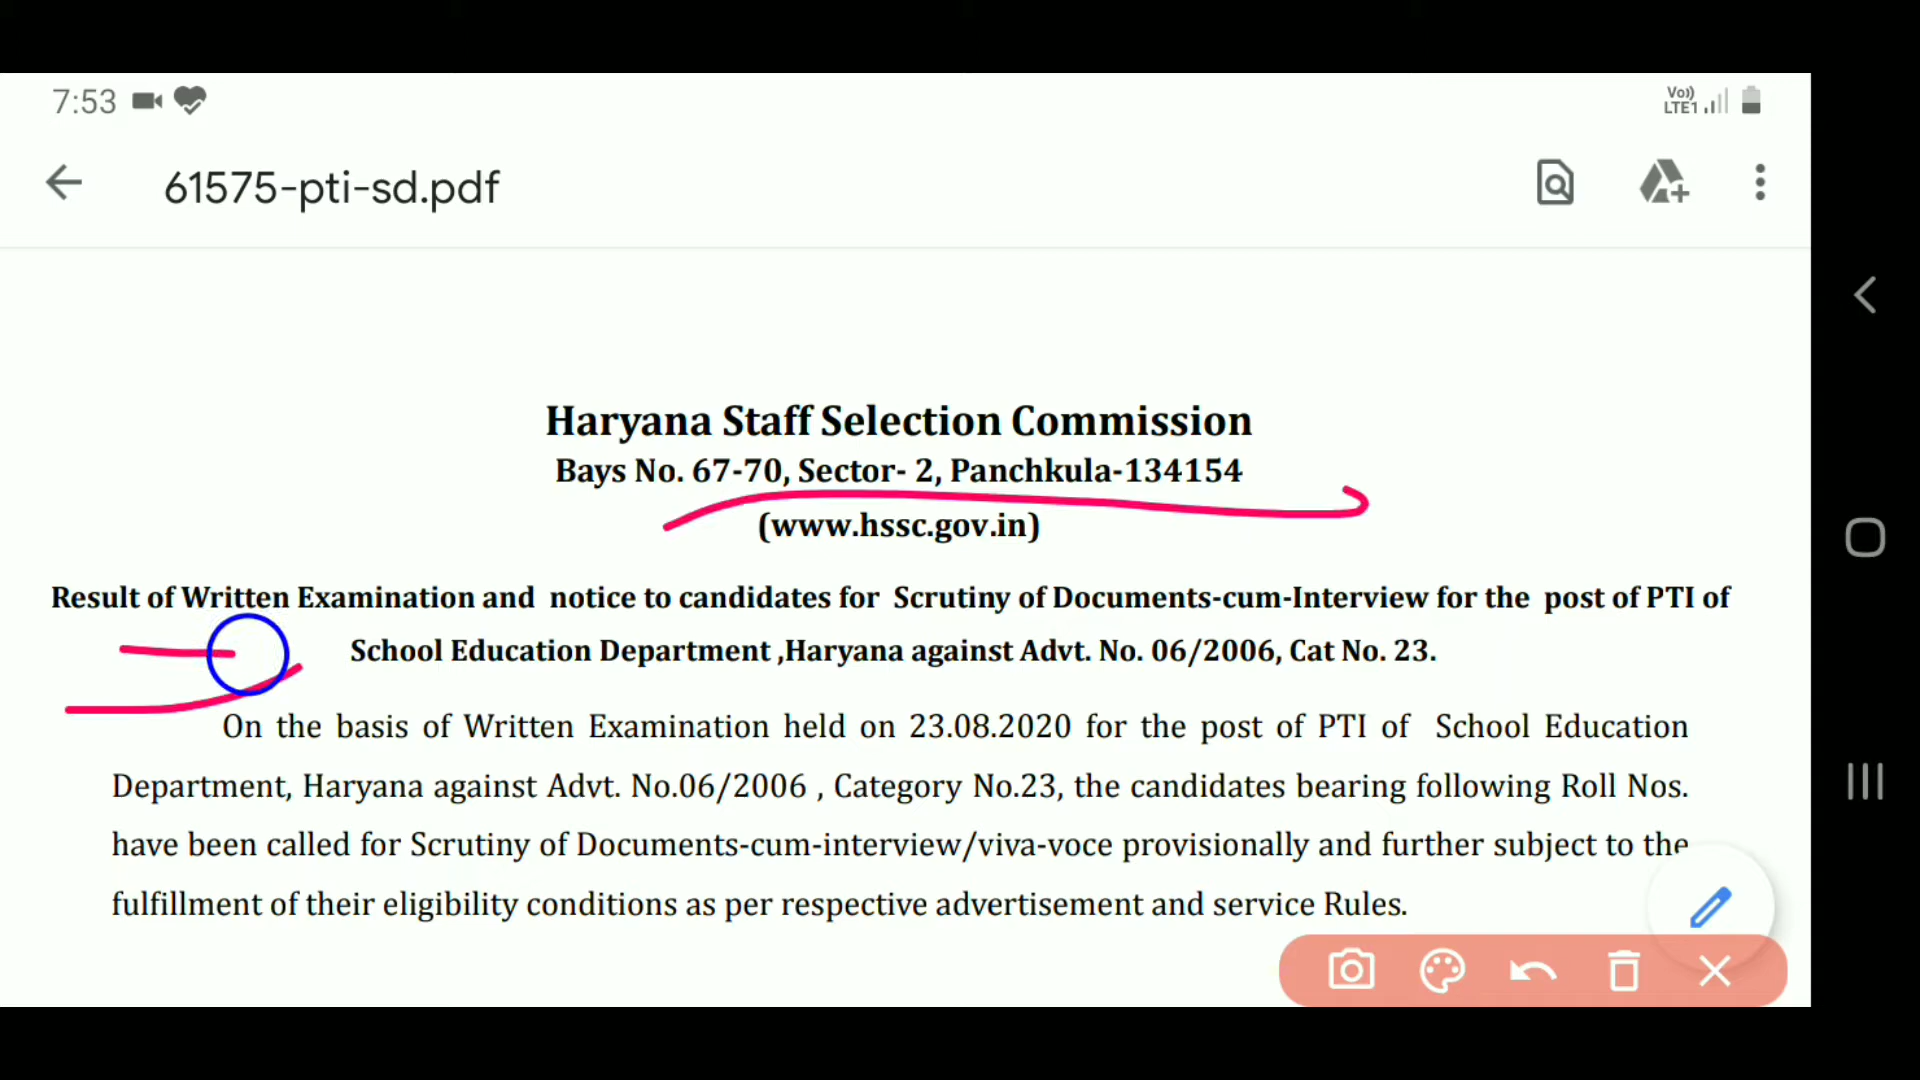 7:53
Vo)) LTE1
61575-pti-sd.pdf
Haryana Staff Selection Commission
Bays No. 67-70, Sector- 2, Panchkula-134154
(www.hssc.gov.in)
Result of Written Examination and notice to candidates for Scrutiny of Documents-cum-Interview for the post of PTI of
School Education Department ,Haryana against Advt. No. 06/2006, Cat No. 23.
On the basis of Written Examination held on 23.08.2020 for the post of PTI of School Education
Department, Haryana against Advt. No.06/2006 , Category No.23, the candidates bearing following Roll Nos.
have been called for Scrutiny of Documents-cum-interview/viva-voce provisionally and further subject to the
fulfillment of their eligibility conditions as per respective advertisement and service Rules.